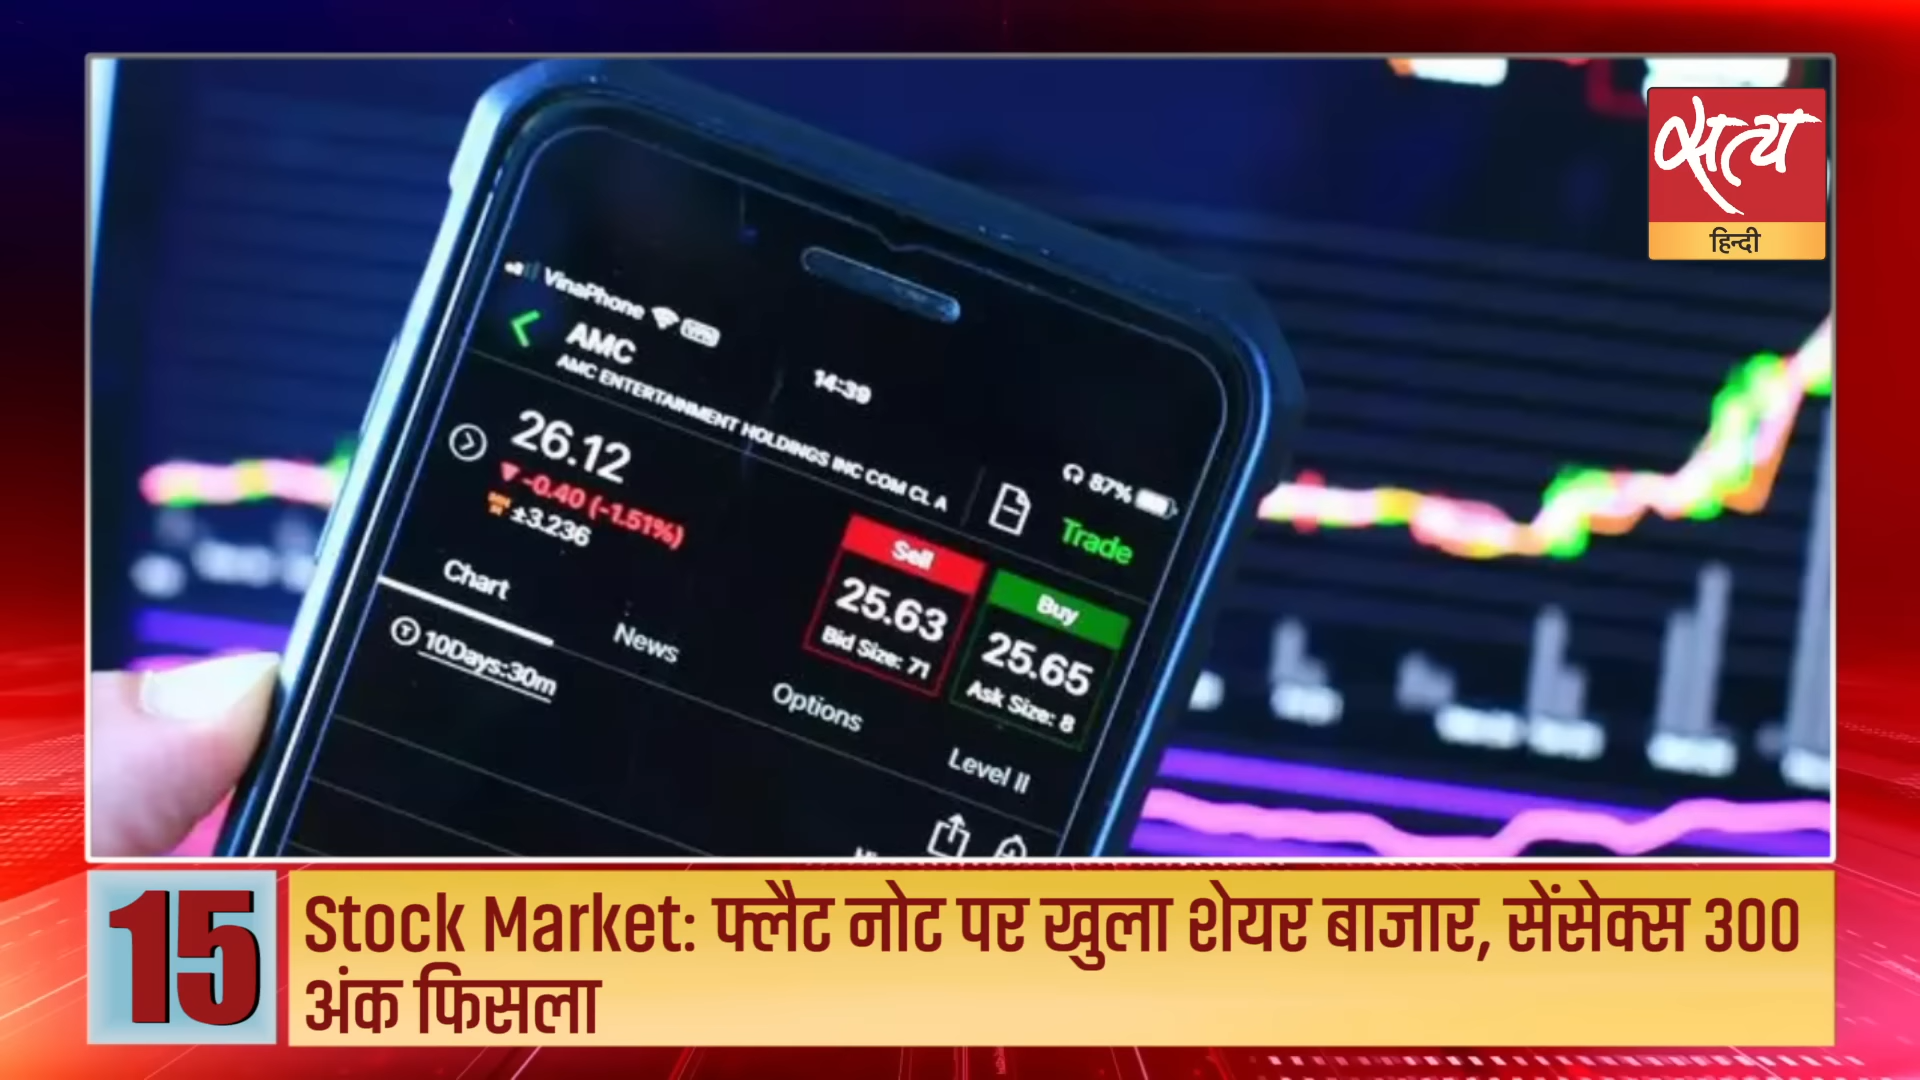 सत्य
हिन्दी
VinaPhone VPN
14:39
87%
AMC
AMC ENTERTAINMENT HOLDINGS INC COM CL A
Trade
26.12
-0.40 (-1.51%)
±3.236
Sell
25.63
Bid Size: 71
Buy
25.65
Ask Size: 8
Chart
News
Options
Level II
T 10Days:30m
15
Stock Market: फ्लैट नोट पर खुला शेयर बाजार, सेंसेक्स 300
अंक फिसला